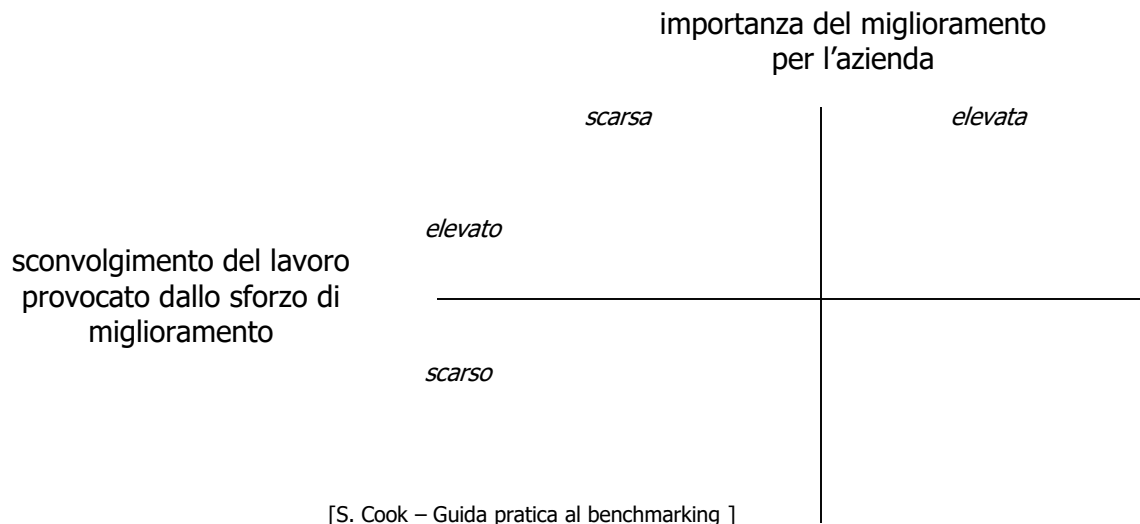 importanza del miglioramento
per l’azienda
scarsa
elevata
elevato
sconvolgimento del lavoro
provocato dallo sforzo di
miglioramento
scarso
[S. Cook – Guida pratica al benchmarking ]